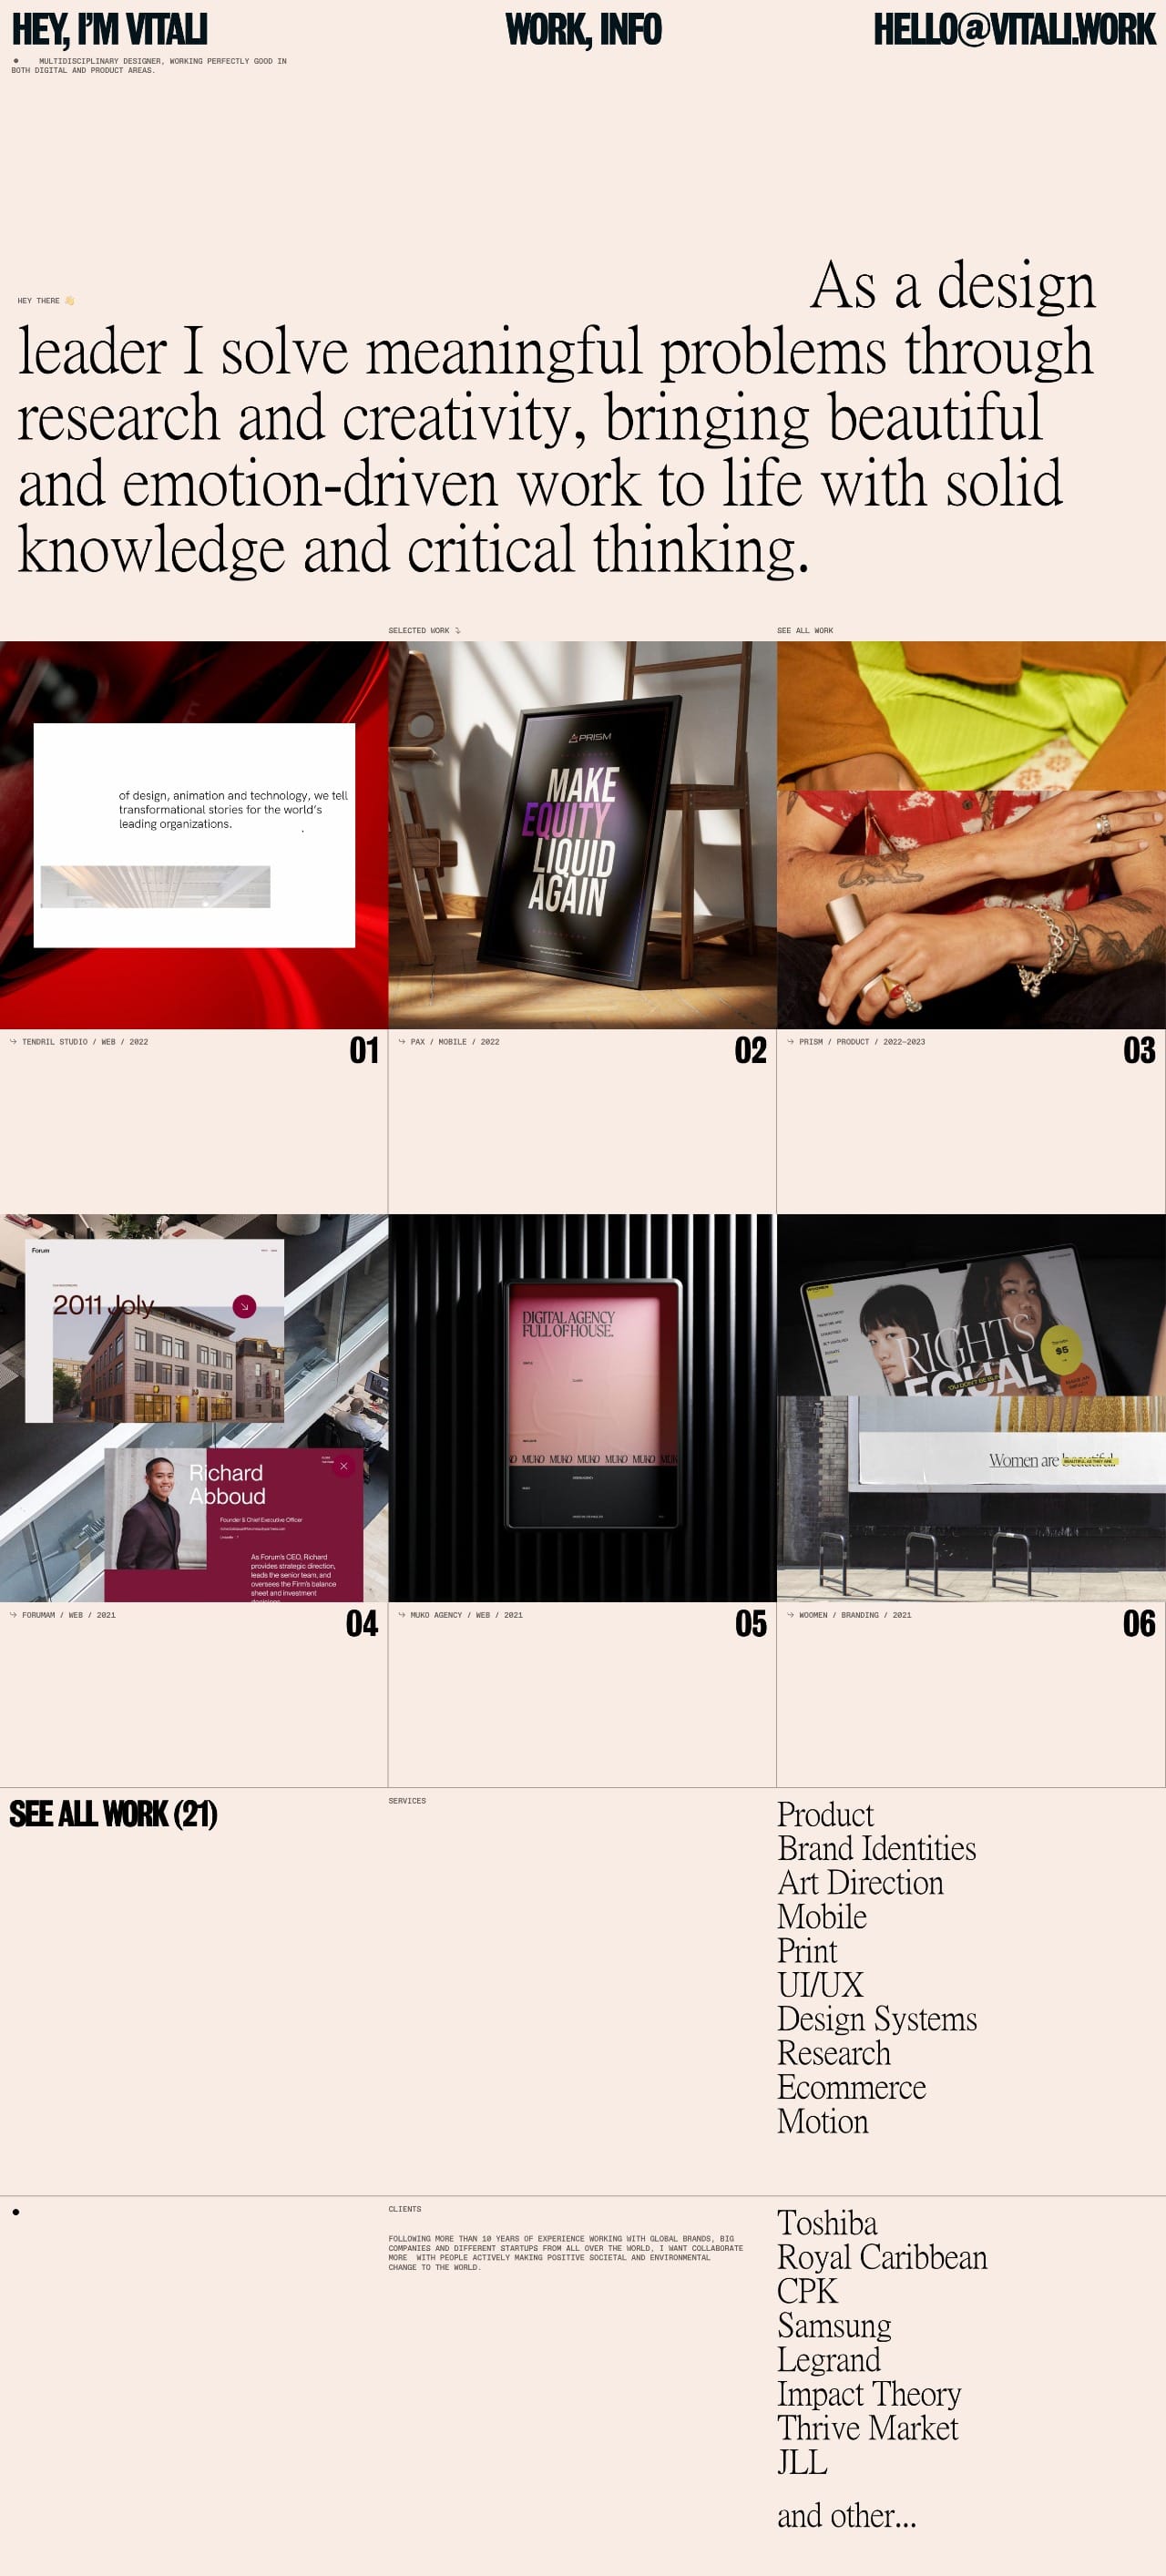 HEY, I'M VITALI
WORK, INFO
HELLO@VITALI.WORK
MULTIDISCIPLINARY DESIGNER, WORKING PERFECTLY GOOD IN
BOTH DIGITAL AND PRODUCT AREAS.
HEY THERE 👋🏻
As a design
leader I solve meaningful problems through
research and creativity, bringing beautiful
and emotion-driven work to life with solid
knowledge and critical thinking.
SELECTED WORK ⤵
SEE ALL WORK
of design, animation and technology, we tell
transformational stories for the world's
leading organizations.
PRISM
MAKE
EQUITY
LIQUID
AGAIN
↪ TENDRIL STUDIO / WEB / 2022
01
↪ PAX / MOBILE / 2022
02
↪ PRISM / PRODUCT / 2022—2023
03
Forum
2011 Joly
Richard
Abboud
Founder & Chief Executive Officer
As Forum's CEO, Richard
provides strategic direction,
leads the senior team, and
oversees the Firm's balance
sheet and investment
decisions
DIGITAL AGENCY
FULL OF HOUSE.
MUKO MUKO MUKO MUKO MUKO MUK
RIGHTS
EQUAL
$5
Women are beautiful.
BEAUTIFUL AS THEY ARE
↪ FORUMAM / WEB / 2021
04
↪ MUKO AGENCY / WEB / 2021
05
↪ WOOMEN / BRANDING / 2021
06
SEE ALL WORK (21)
SERVICES
Product
Brand Identities
Art Direction
Mobile
Print
UI/UX
Design Systems
Research
Ecommerce
Motion
CLIENTS
FOLLOWING MORE THAN 10 YEARS OF EXPERIENCE WORKING WITH GLOBAL BRANDS, BIG
COMPANIES AND DIFFERENT STARTUPS FROM ALL OVER THE WORLD, I WANT COLLABORATE
MORE WITH PEOPLE ACTIVELY MAKING POSITIVE SOCIETAL AND ENVIRONMENTAL
CHANGE TO THE WORLD.
Toshiba
Royal Caribbean
CPK
Samsung
Legrand
Impact Theory
Thrive Market
JLL
and other...